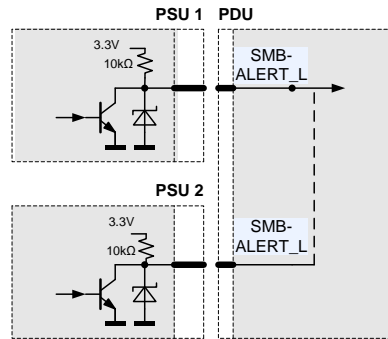 PSU 1 PDU
3.3V
10kΩ
SMB-
ALERT_L
PSU 2
3.3V
10kΩ
SMB-
ALERT_L